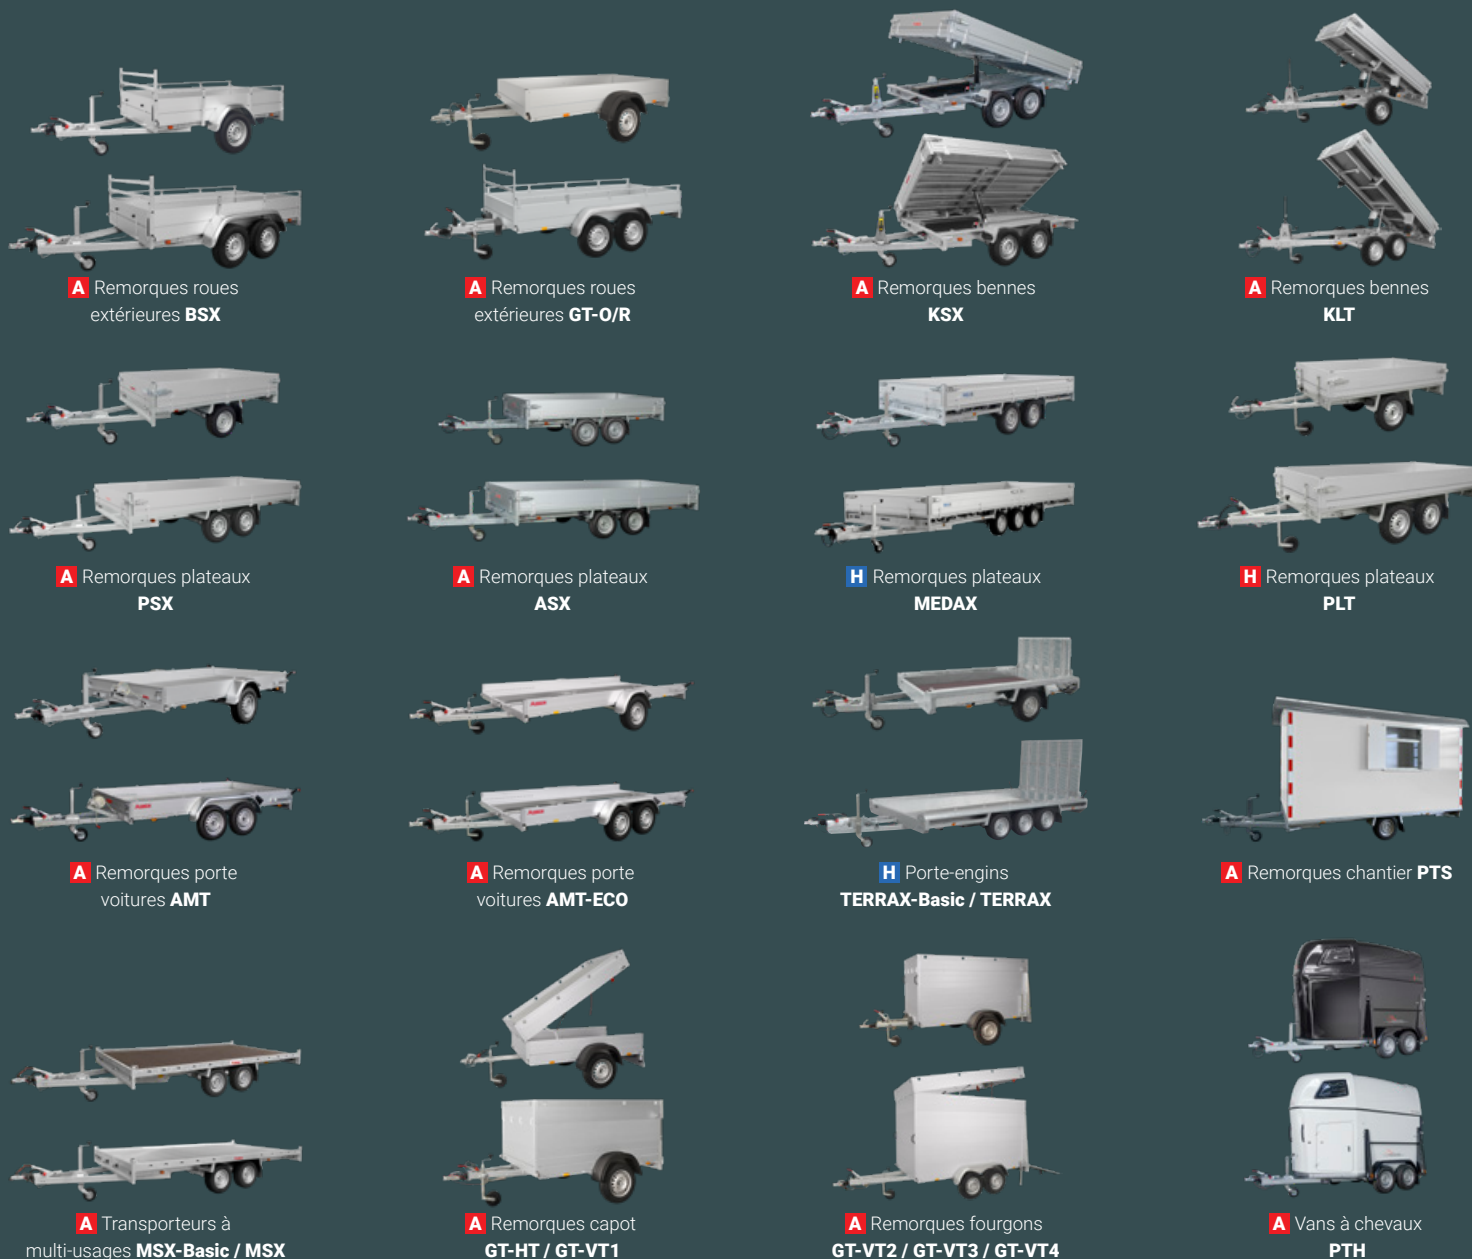 A Remorques roues
extérieures BSX
A Remorques roues
extérieures GT-O/R
A Remorques bennes
KSX
A Remorques bennes
KLT
A Remorques plateaux
PSX
A Remorques plateaux
ASX
H Remorques plateaux
MEDAX
H Remorques plateaux
PLT
A Remorques porte
voitures AMT
A Remorques porte
voitures AMT-ECO
H Porte-engins
TERRAX-Basic / TERRAX
A Remorques chantier PTS
A Transporteurs à
multi-usages MSX-Basic / MSX
A Remorques capot
GT-HT / GT-VT1
A Remorques fourgons
GT-VT2 / GT-VT3 / GT-VT4
A Vans à chevaux
PTH